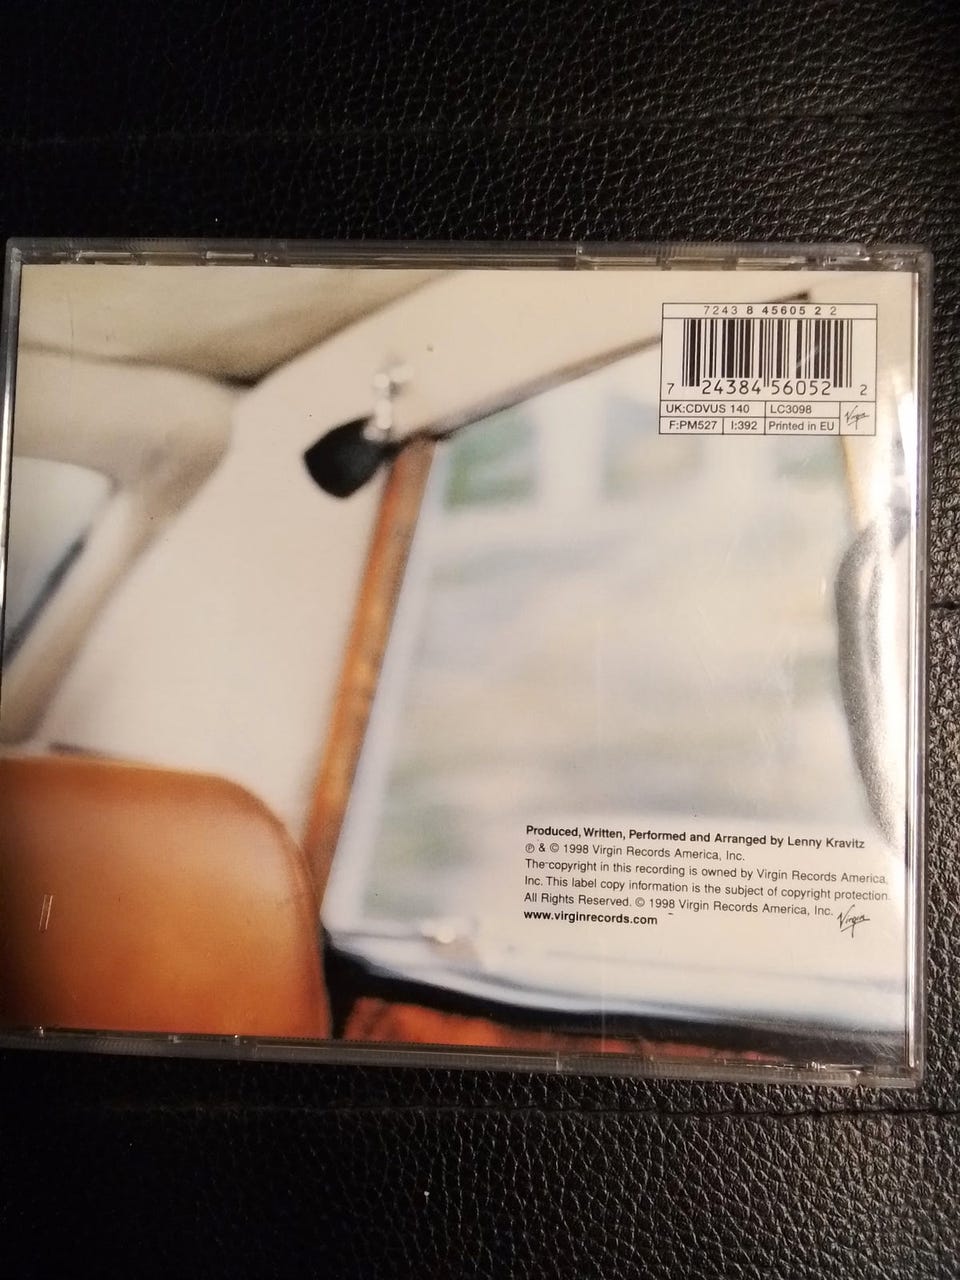 7243 8 45605 2 2
7 24384 56052 2
UK:CDVUS 140 LC3098 Virgin
F:PM527 I:392 Printed in EU
Produced, Written, Performed and Arranged by Lenny Kravitz
℗ & © 1998 Virgin Records America, Inc.
The copyright in this recording is owned by Virgin Records America,
Inc. This label copy information is the subject of copyright protection.
All Rights Reserved. © 1998 Virgin Records America, Inc.
www.virginrecords.com Virgin